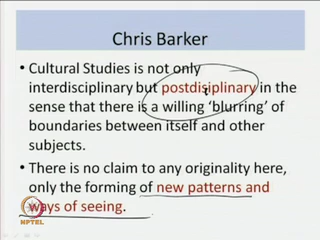 Chris Barker
• Cultural Studies is not only
interdisciplinary but postdisiplinary in the
sense that there is a willing ‘blurring’ of
boundaries between itself and other
subjects.
• There is no claim to any originality here,
only the forming of new patterns and
ways of seeing.
NPTEL